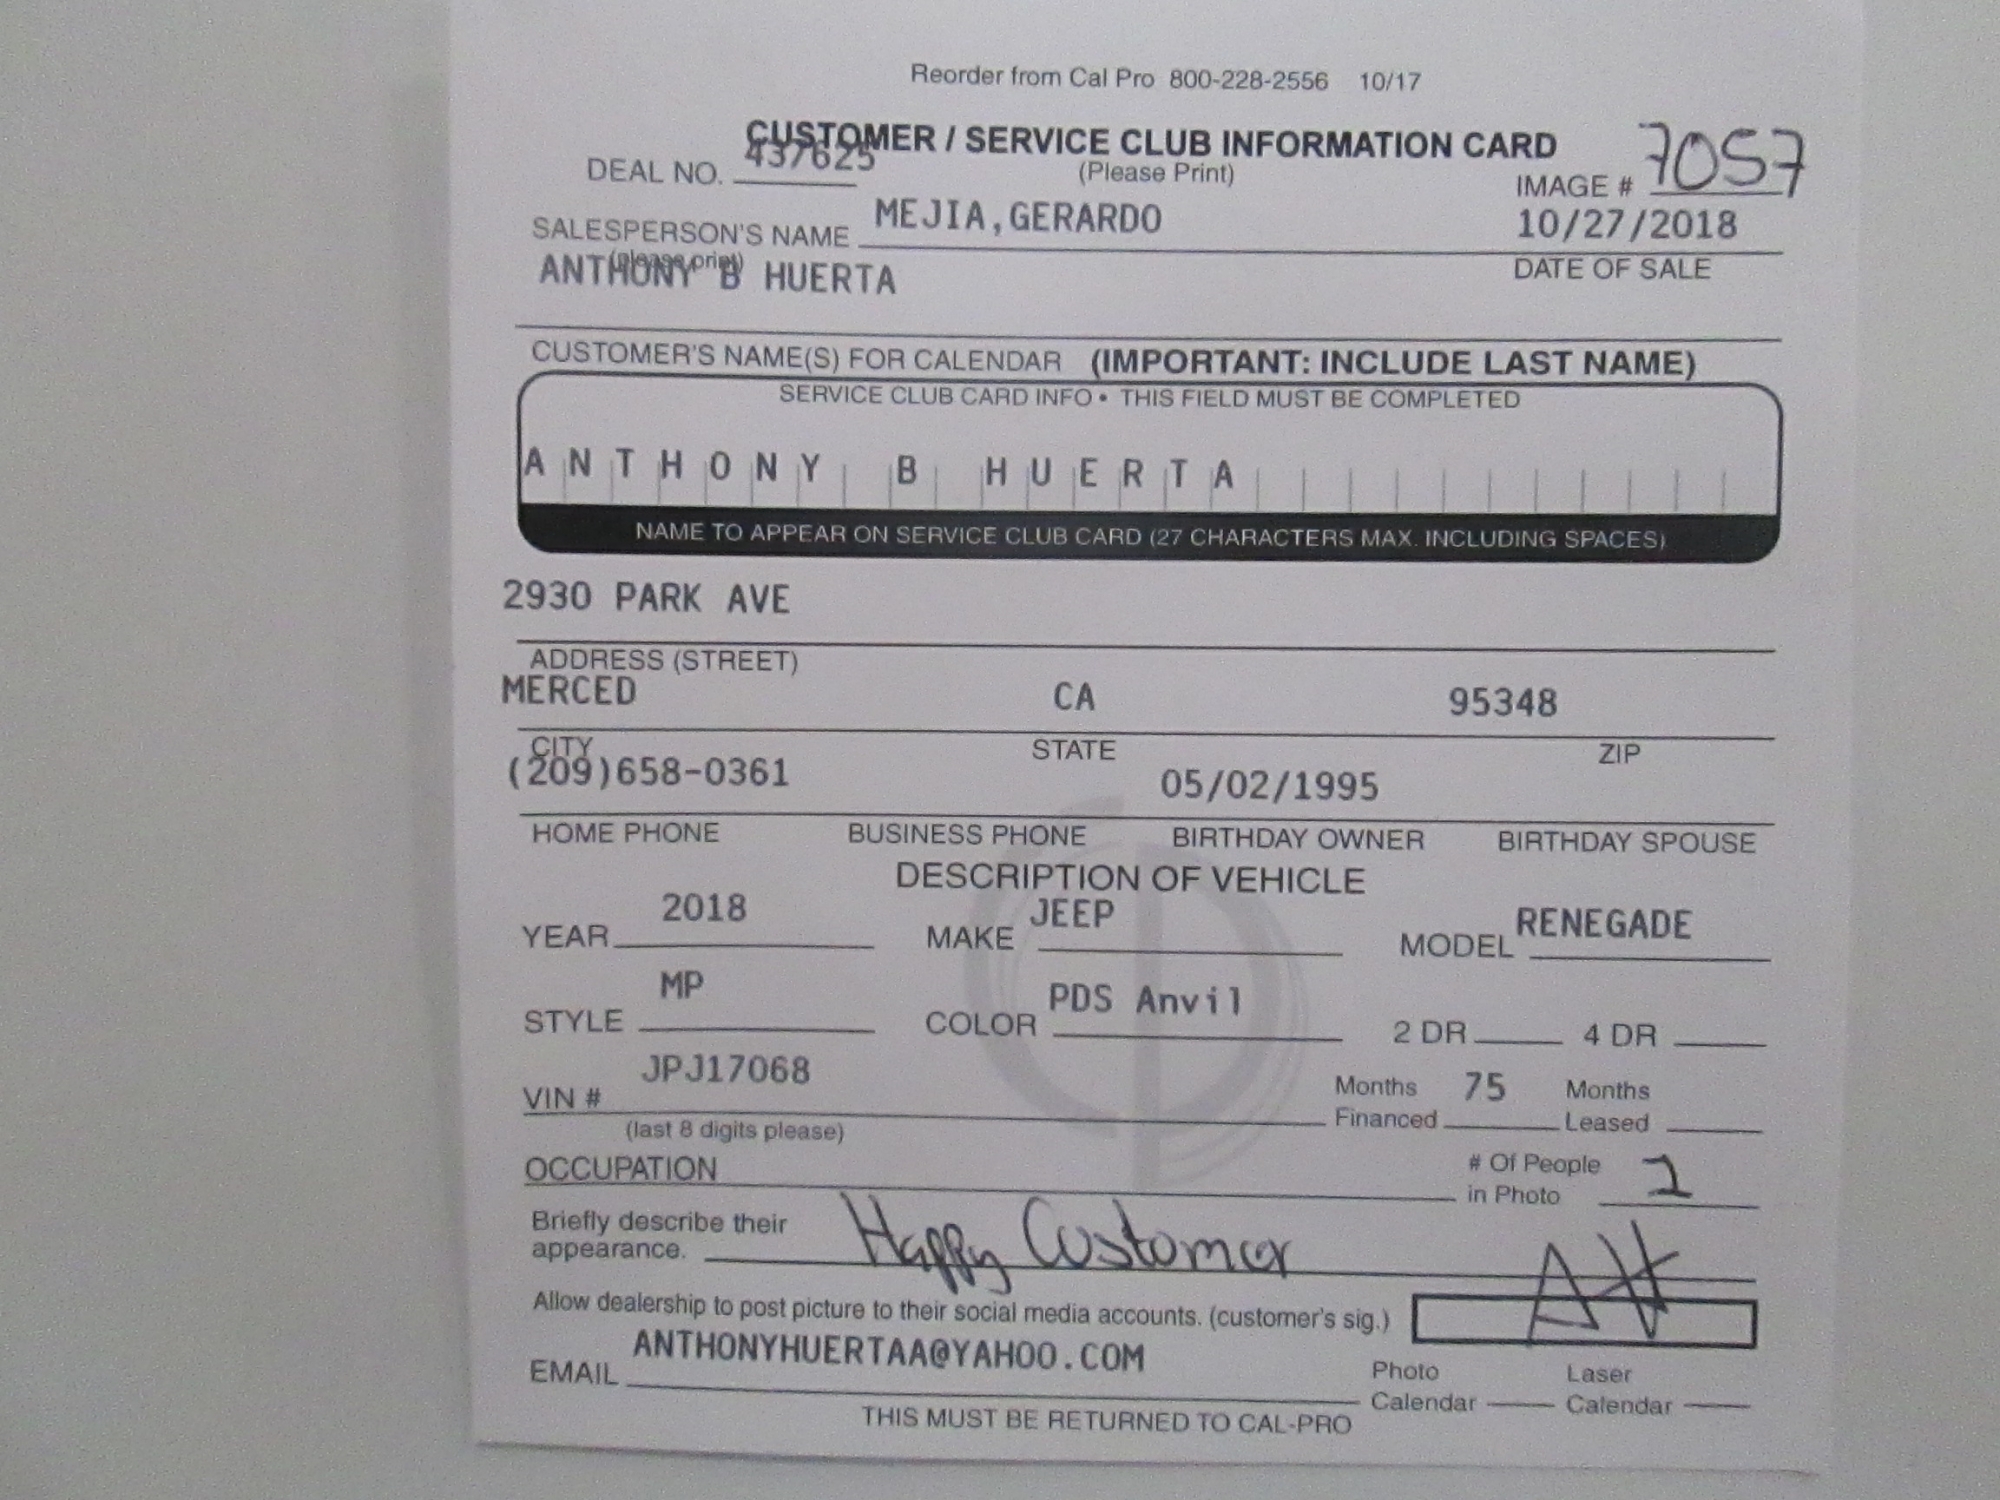 Reorder from Cal Pro 800-228-2556 10/17
CUSTOMER / SERVICE CLUB INFORMATION CARD
(Please Print)
DEAL NO. 437625
IMAGE # 7057
SALESPERSON'S NAME MEJIA,GERARDO
(please print)
10/27/2018
DATE OF SALE
ANTHONY B HUERTA
CUSTOMER'S NAME(S) FOR CALENDAR (IMPORTANT: INCLUDE LAST NAME)
SERVICE CLUB CARD INFO • THIS FIELD MUST BE COMPLETED
ANTHONY B HUERTA
NAME TO APPEAR ON SERVICE CLUB CARD (27 CHARACTERS MAX. INCLUDING SPACES)
2930 PARK AVE
ADDRESS (STREET)
MERCED CA 95348
CITY STATE ZIP
(209)658-0361 05/02/1995
HOME PHONE BUSINESS PHONE BIRTHDAY OWNER BIRTHDAY SPOUSE
DESCRIPTION OF VEHICLE
YEAR 2018 MAKE JEEP MODEL RENEGADE
STYLE MP COLOR PDS Anvil 2 DR 4 DR
VIN # JPJ17068 Months Financed 75 Months Leased
(last 8 digits please)
OCCUPATION # Of People in Photo
Briefly describe their
appearance. Happy Customer
Allow dealership to post picture to their social media accounts. (customer's sig.) AH
EMAIL ANTHONYHUERTAA@YAHOO.COM Photo Calendar Laser Calendar
THIS MUST BE RETURNED TO CAL-PRO